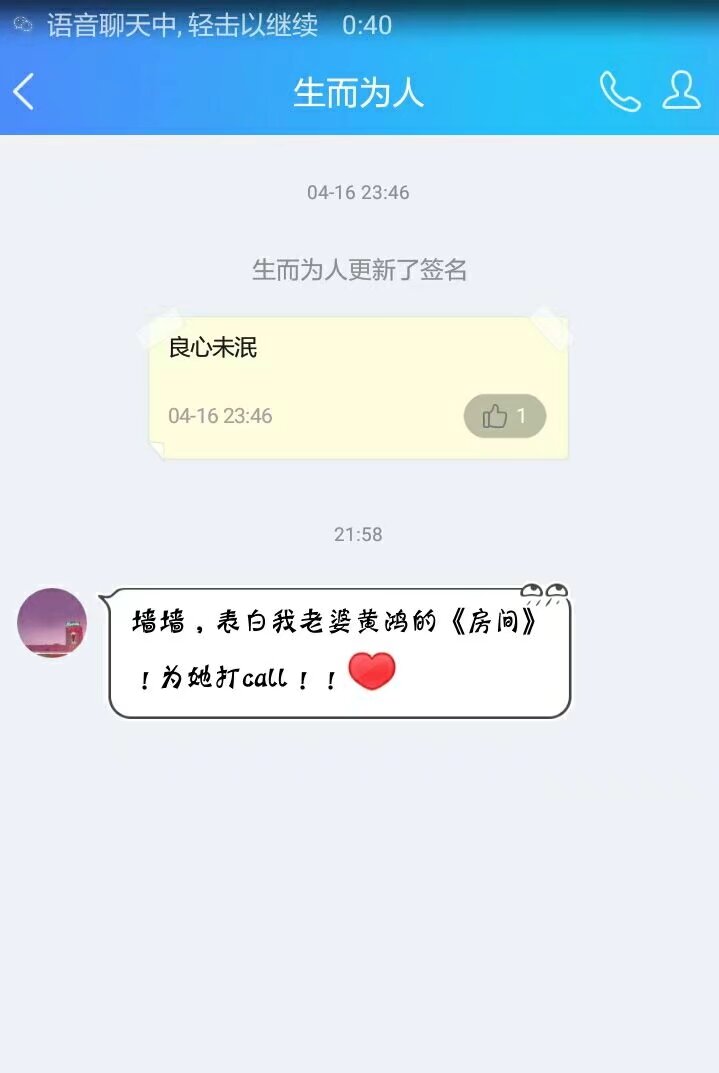 语音聊天中, 轻击以继续 0:40
生而为人
04-16 23:46
生而为人更新了签名
良心未泯
04-16 23:46 1
21:58
墙墙，表白我老婆黄鸿的《房间》
！为她打call！！